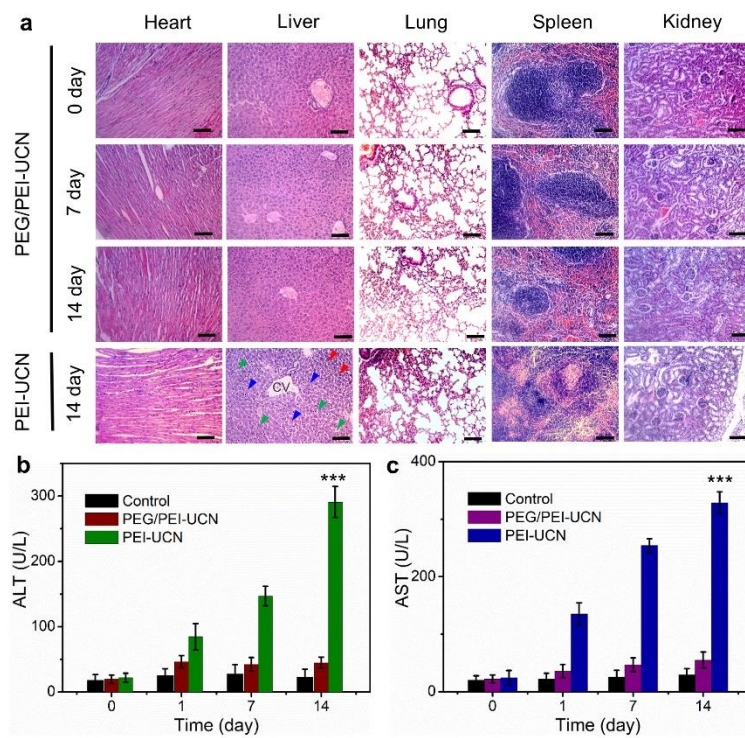 a
Heart Liver Lung Spleen Kidney
PEG/PEI-UCN
0 day
7 day
14 day
PEI-UCN
14 day
CV
b
***
300
Control
PEG/PEI-UCN
PEI-UCN
200
ALT (U/L)
100
0
0 1 7 14
Time (day)
c
***
400
Control
PEG/PEI-UCN
PEI-UCN
AST (U/L)
200
0
0 1 7 14
Time (day)